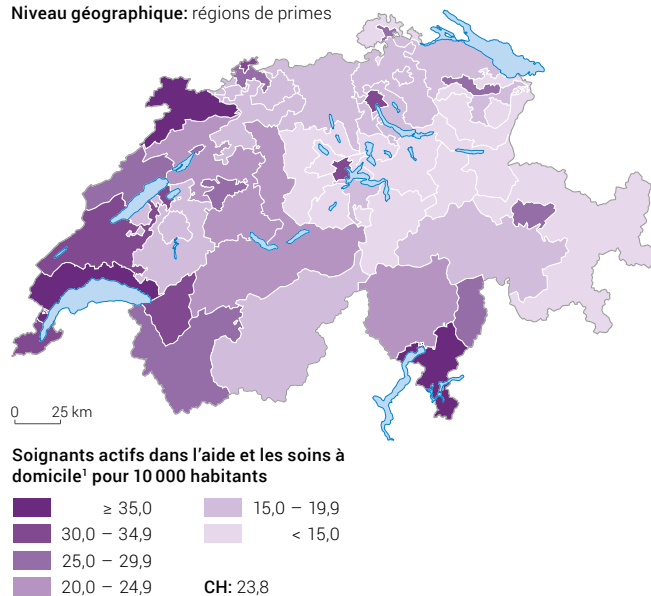 Niveau géographique: régions de primes
0 25 km
Soignants actifs dans l’aide et les soins à
domicile¹ pour 10 000 habitants
≥ 35,0
30,0 – 34,9
25,0 – 29,9
20,0 – 24,9
15,0 – 19,9
< 15,0
CH: 23,8